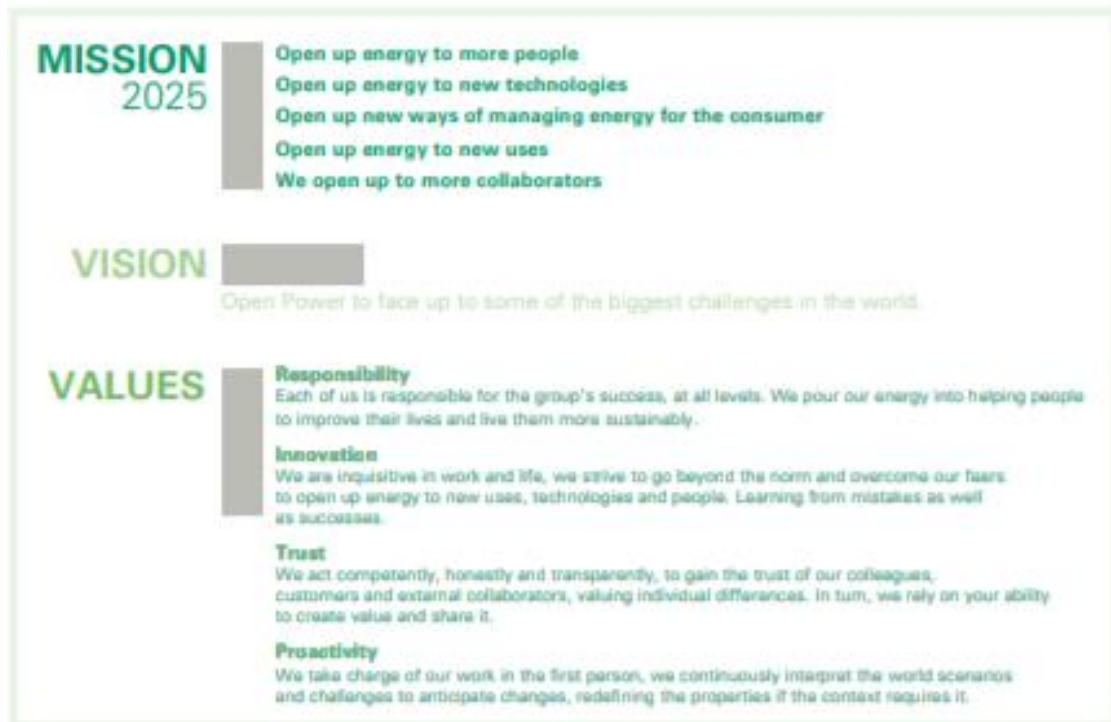 MISSION
2025
Open up energy to more people
Open up energy to new technologies
Open up new ways of managing energy for the consumer
Open up energy to new uses
We open up to more collaborators
VISION
Open Power to face up to some of the biggest challenges in the world.
VALUES
Responsibility
Each of us is responsible for the group's success, at all levels. We pour our energy into helping people
to improve their lives and live them more sustainably.
Innovation
We are inquisitive in work and life, we strive to go beyond the norm and overcome our fears
to open up energy to new uses, technologies and people. Learning from mistakes as well
as successes.
Trust
We act competently, honestly and transparently, to gain the trust of our colleagues,
customers and external collaborators, valuing individual differences. In turn, we rely on your ability
to create value and share it.
Proactivity
We take charge of our work in the first person, we continuously interpret the world scenarios
and challenges to anticipate changes, redefining the properties if the context requires it.